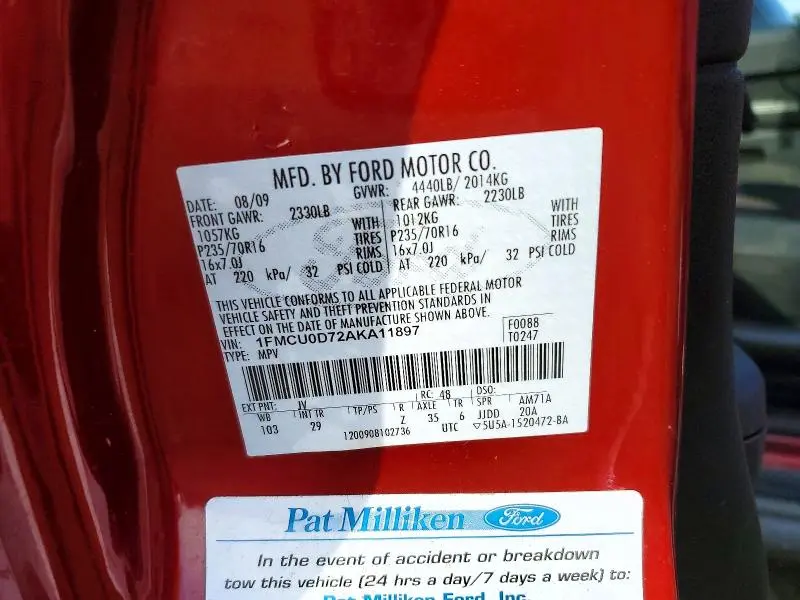 MFD. BY FORD MOTOR CO.
DATE: 08/09 GVWR: 4440LB/ 2014KG
FRONT GAWR: 2330LB REAR GAWR: 2230LB
1057KG WITH 1012KG WITH
P235/70R16 TIRES P235/70R16 TIRES
16x7.0J RIMS 16x7.0J RIMS
AT 220 kPa/ 32 PSI COLD AT 220 kPa/ 32 PSI COLD
THIS VEHICLE CONFORMS TO ALL APPLICABLE FEDERAL MOTOR
VEHICLE SAFETY AND THEFT PREVENTION STANDARDS IN
EFFECT ON THE DATE OF MANUFACTURE SHOWN ABOVE.
VIN: 1FMCU0D72AKA11897 F0088
TYPE: MPV T0247
EXT PNT: JV RC: 48 DSO:
WB INT TR TP/PS R AXLE TR SPR AM71A
103 29 Z 35 6 JJDD 20A
1200908102736 UTC ▽5U5A-1520472-BA
Pat Milliken Ford
In the event of accident or breakdown
tow this vehicle (24 hrs a day/7 days a week) to:
Pat Milliken Ford, Inc.